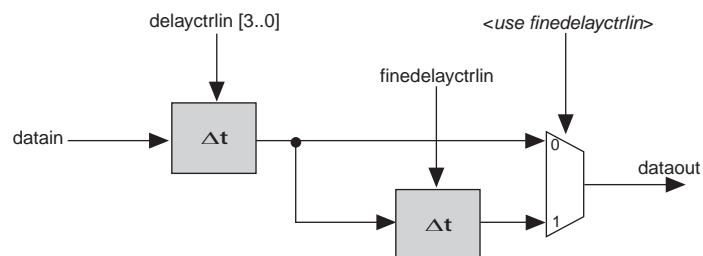 delayctrlin [3..0]
<use finedelayctrlin>
finedelayctrlin
datain
Δt
0
dataout
Δt
1